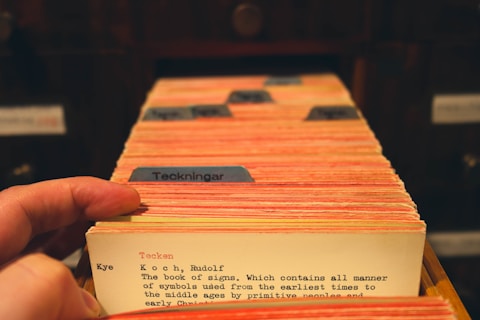 Teckningar
Tecken
Kye K o c h, Rudolf
The book of signs. Which contains all manner
of symbols used from the earliest times to
the middle ages by primitive peoples and
early